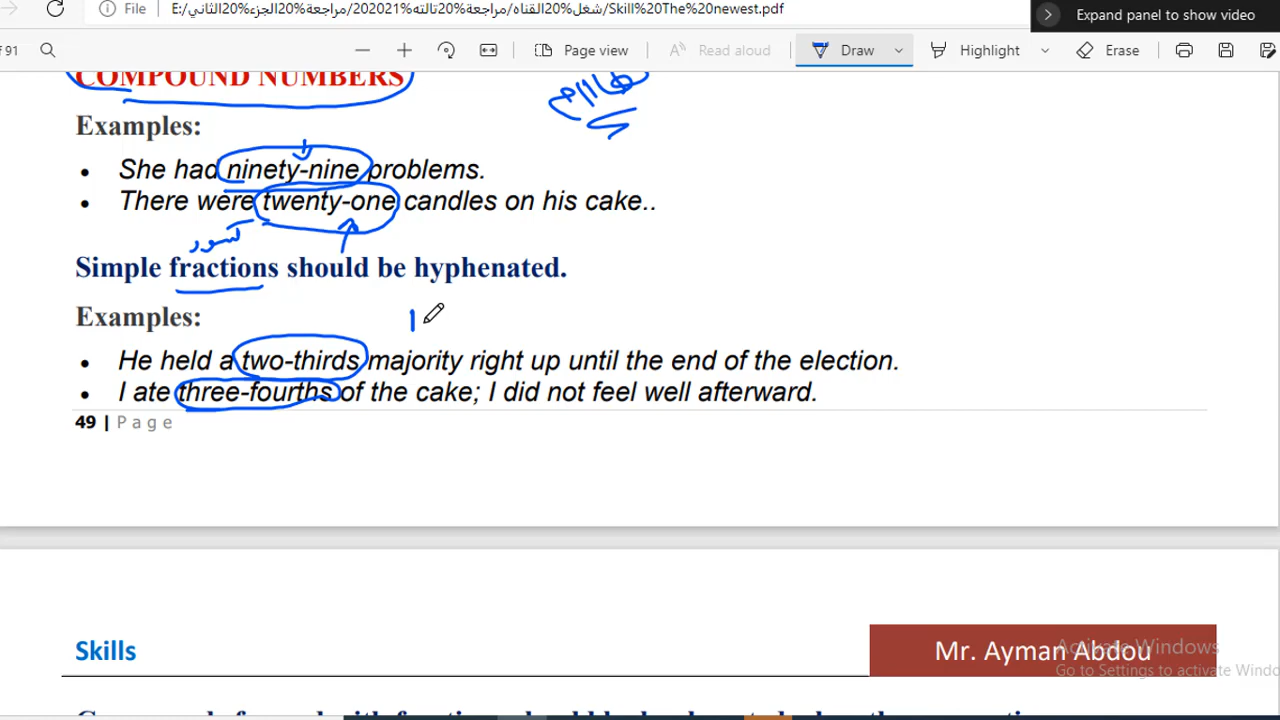 File
E:/شغل%20القناه/مراجعة%20تالته%202021/مراجعة%20الجزء%20الثاني/Skill%20The%20newest.pdf
Expand panel to show video
of 91
Page view
Read aloud
Draw
Highlight
Erase
COMPOUND NUMBERS
هااام
Examples:
• She had ninety-nine problems.
• There were twenty-one candles on his cake..
كسور
Simple fractions should be hyphenated.
Examples:
• He held a two-thirds majority right up until the end of the election.
• I ate three-fourths of the cake; I did not feel well afterward.
49 | Page
Skills
Mr. Ayman Abdou
Activate Windows
Go to Settings to activate Windo